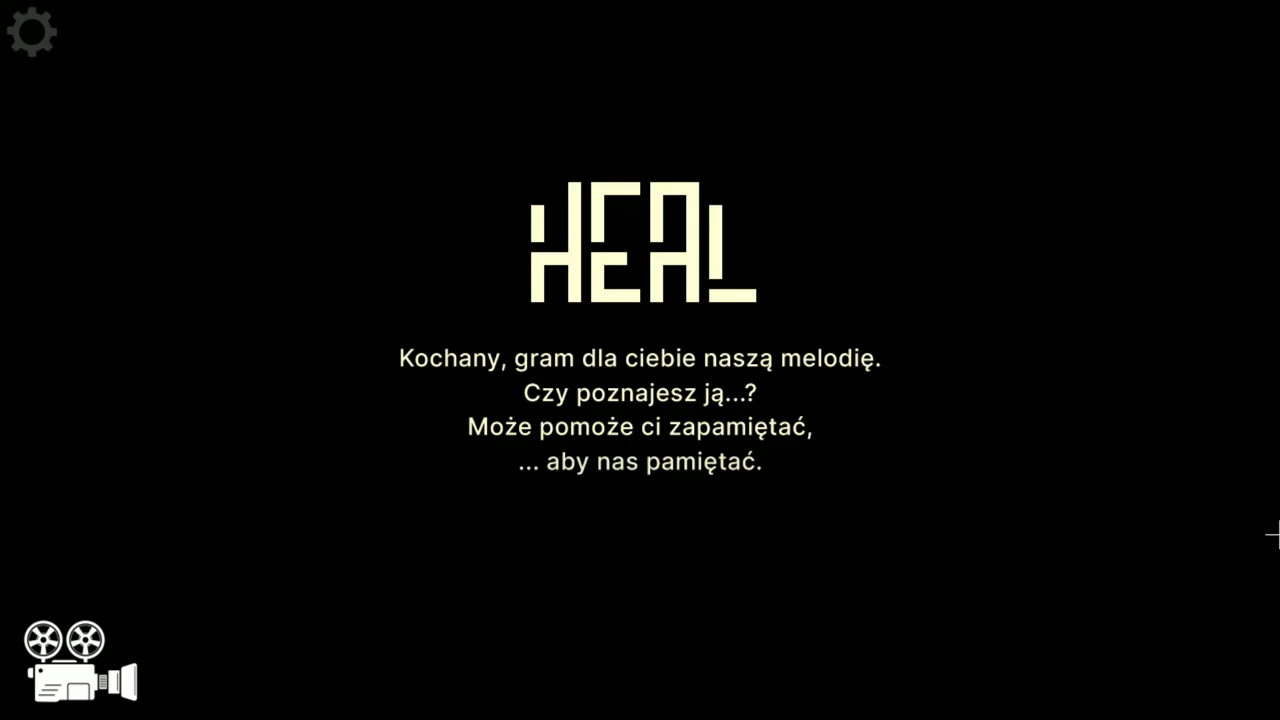 HEAL
Kochany, gram dla ciebie naszą melodię.
Czy poznajesz ją...?
Może pomoże ci zapamiętać,
... aby nas pamiętać.